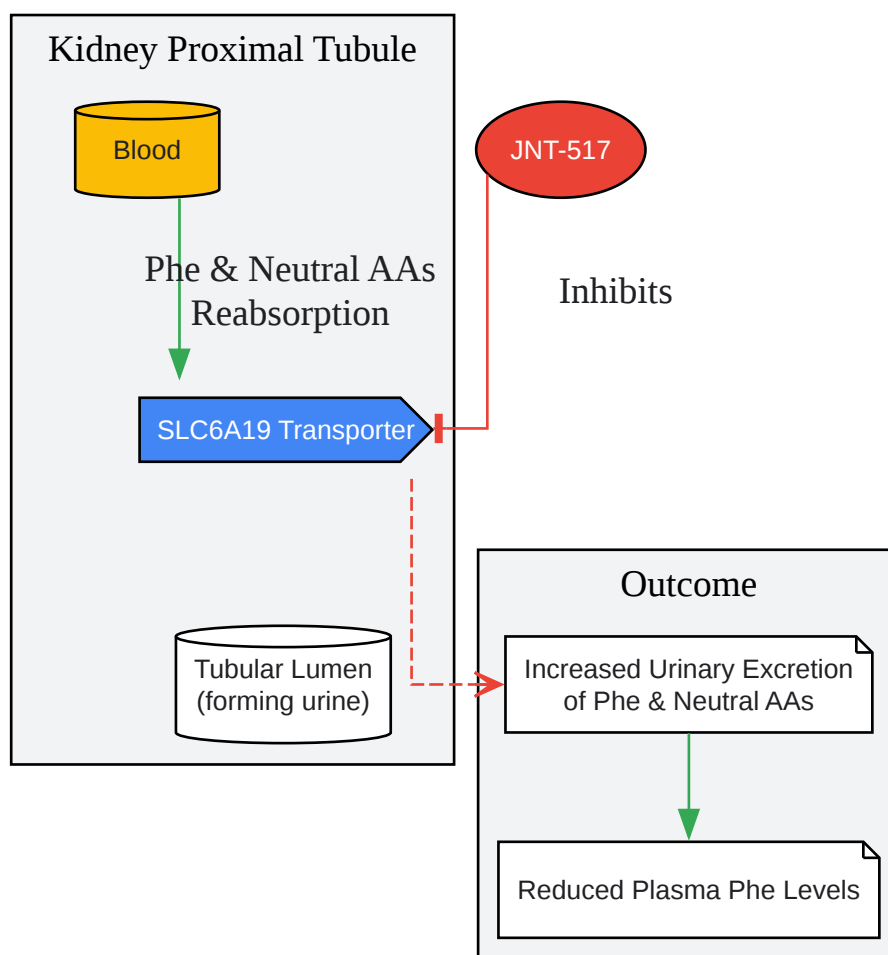 Kidney Proximal Tubule
Blood
JNT-517
Phe & Neutral AAs
Reabsorption
Inhibits
SLC6A19 Transporter
Outcome
Tubular Lumen
(forming urine)
Increased Urinary Excretion
of Phe & Neutral AAs
Reduced Plasma Phe Levels